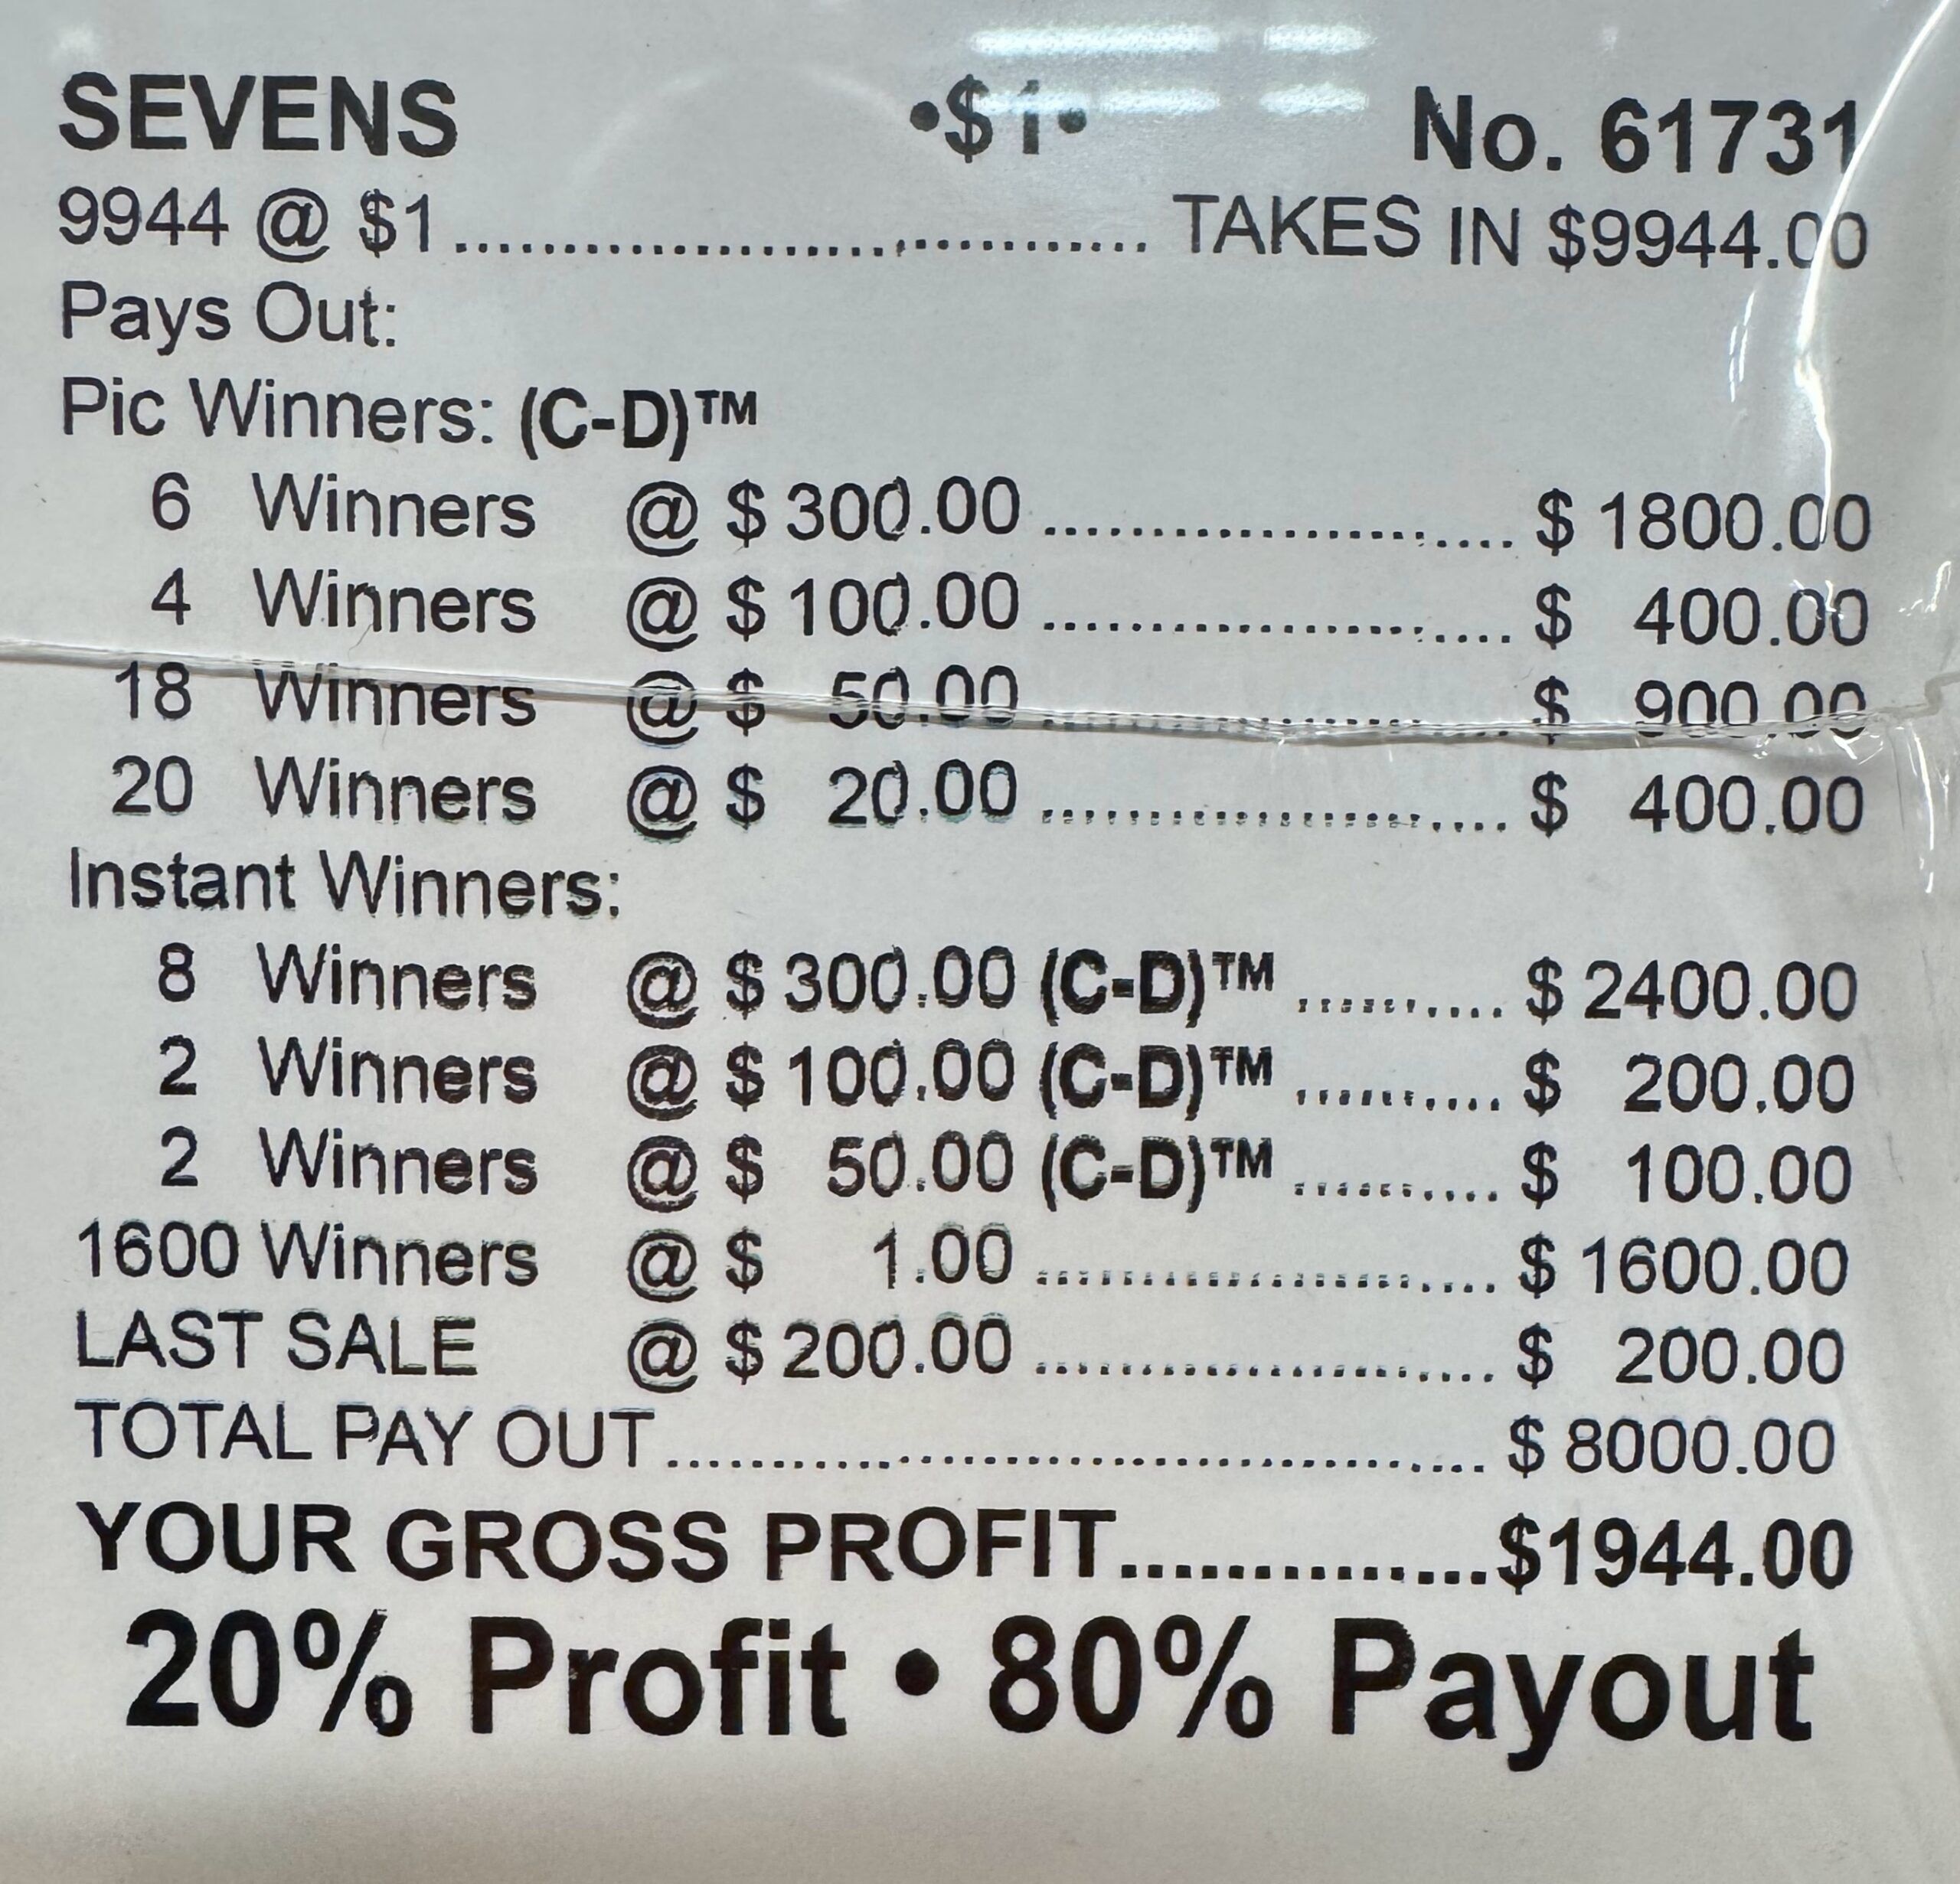 SEVENS •$1• No. 61731
9944 @ $1........................................ TAKES IN $9944.00
Pays Out:
Pic Winners: (C-D)™
6 Winners @ $ 300.00 ........................... $ 1800.00
4 Winners @ $ 100.00 ........................... $ 400.00
18 Winners @ $ 50.00 ........................... $ 900.00
20 Winners @ $ 20.00 ........................... $ 400.00
Instant Winners:
8 Winners @ $ 300.00 (C-D)™ ............ $ 2400.00
2 Winners @ $ 100.00 (C-D)™ ............ $ 200.00
2 Winners @ $ 50.00 (C-D)™ ............ $ 100.00
1600 Winners @ $ 1.00 ........................... $ 1600.00
LAST SALE @ $ 200.00 ........................... $ 200.00
TOTAL PAY OUT.............................................. $ 8000.00
YOUR GROSS PROFIT................$1944.00
20% Profit • 80% Payout